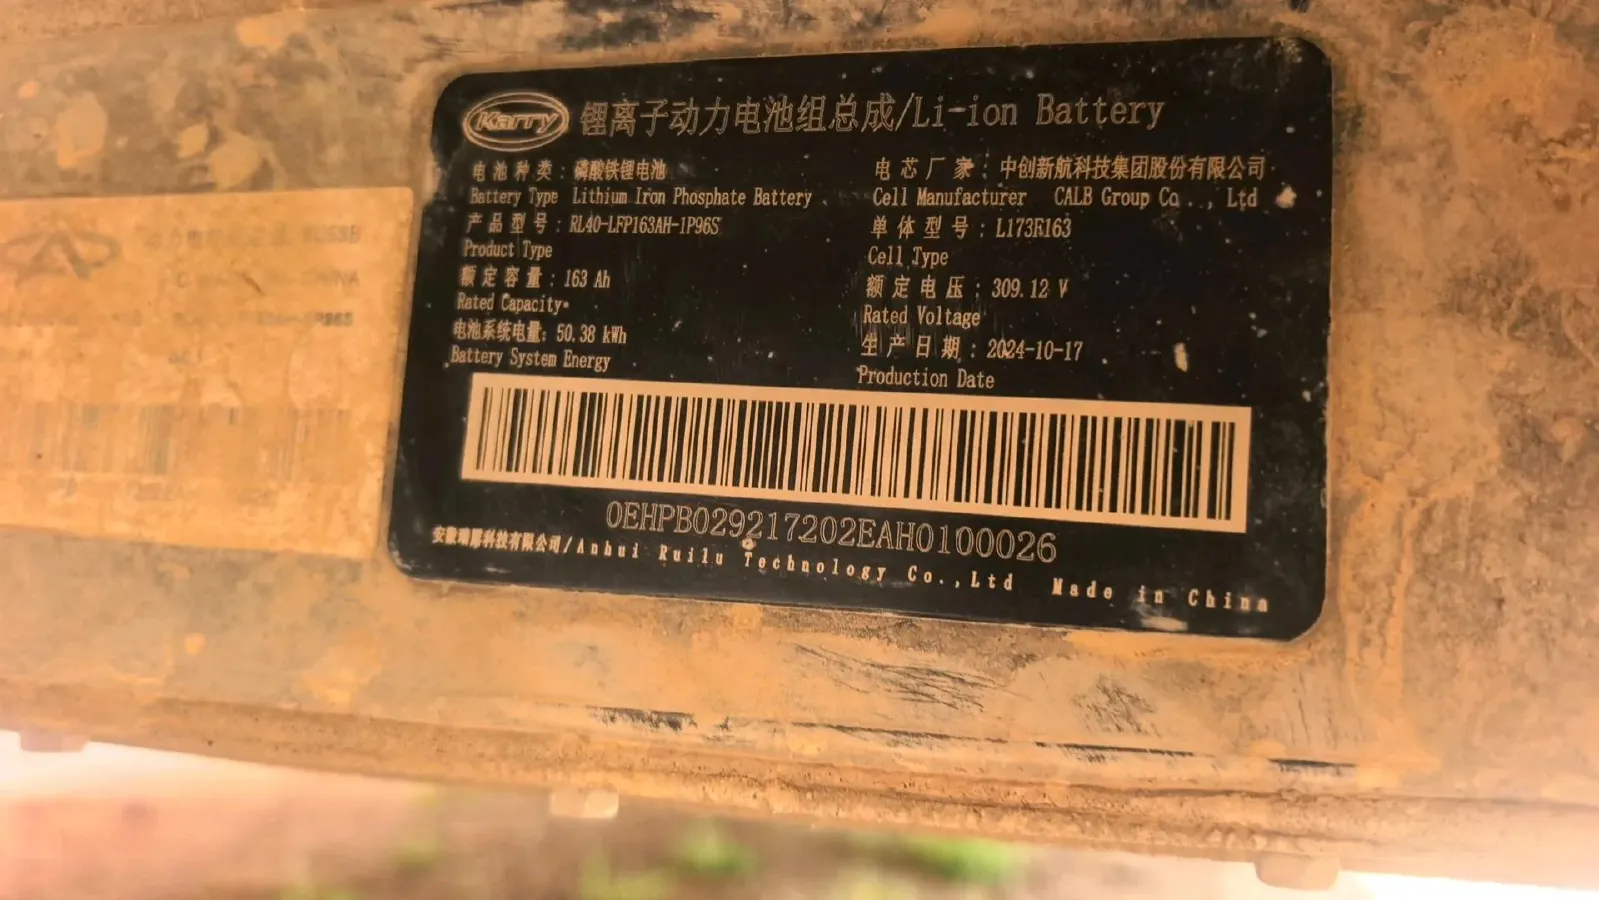 Karry 锂离子动力电池组总成/Li-ion Battery
电池种类：磷酸铁锂电池
Battery Type Lithium Iron Phosphate Battery
产品型号：RL40-LFP163AH-1P96S
Product Type
额定容量：163 Ah
Rated Capacity
电池系统电量：50.38 kWh
Battery System Energy
电芯厂家：中创新航科技集团股份有限公司
Cell Manufacturer CALB Group Co., Ltd
单体型号：L173F163
Cell Type
额定电压：309.12 V
Rated Voltage
生产日期：2024-10-17
Production Date
0EHPB029217202EAH0100026
安徽瑞露科技有限公司/Anhui Ruilu Technology Co.,Ltd Made in China